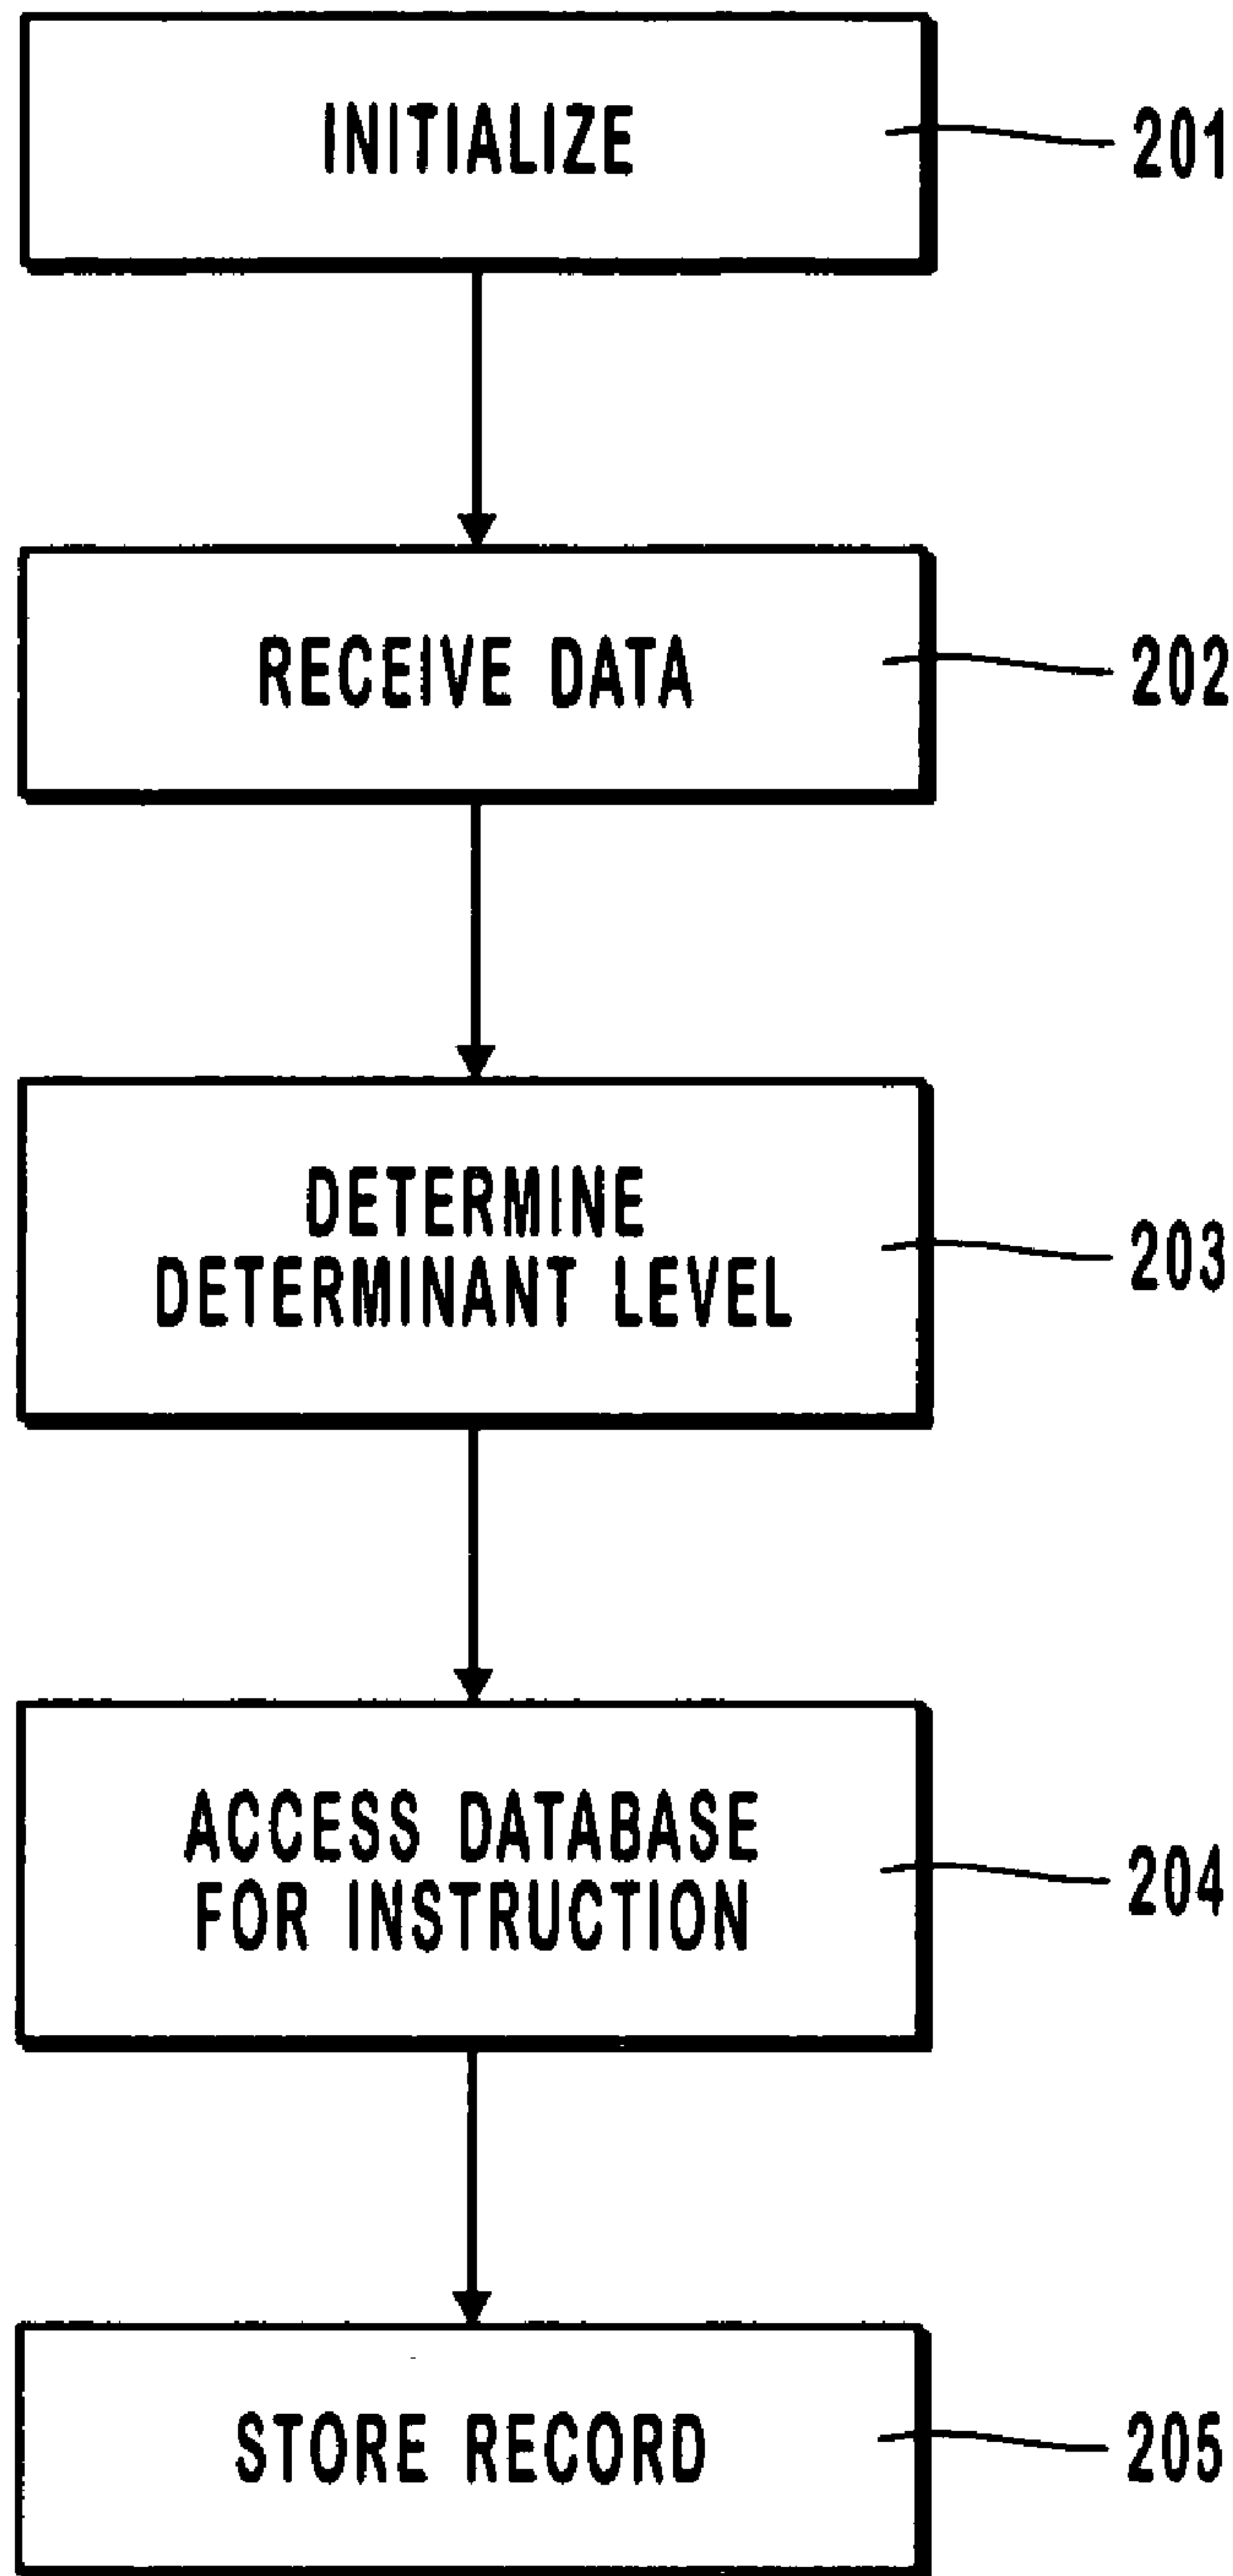 INITIALIZE
201
RECEIVE DATA
202
DETERMINE
DETERMINANT LEVEL
203
ACCESS DATABASE
FOR INSTRUCTION
204
STORE RECORD
205